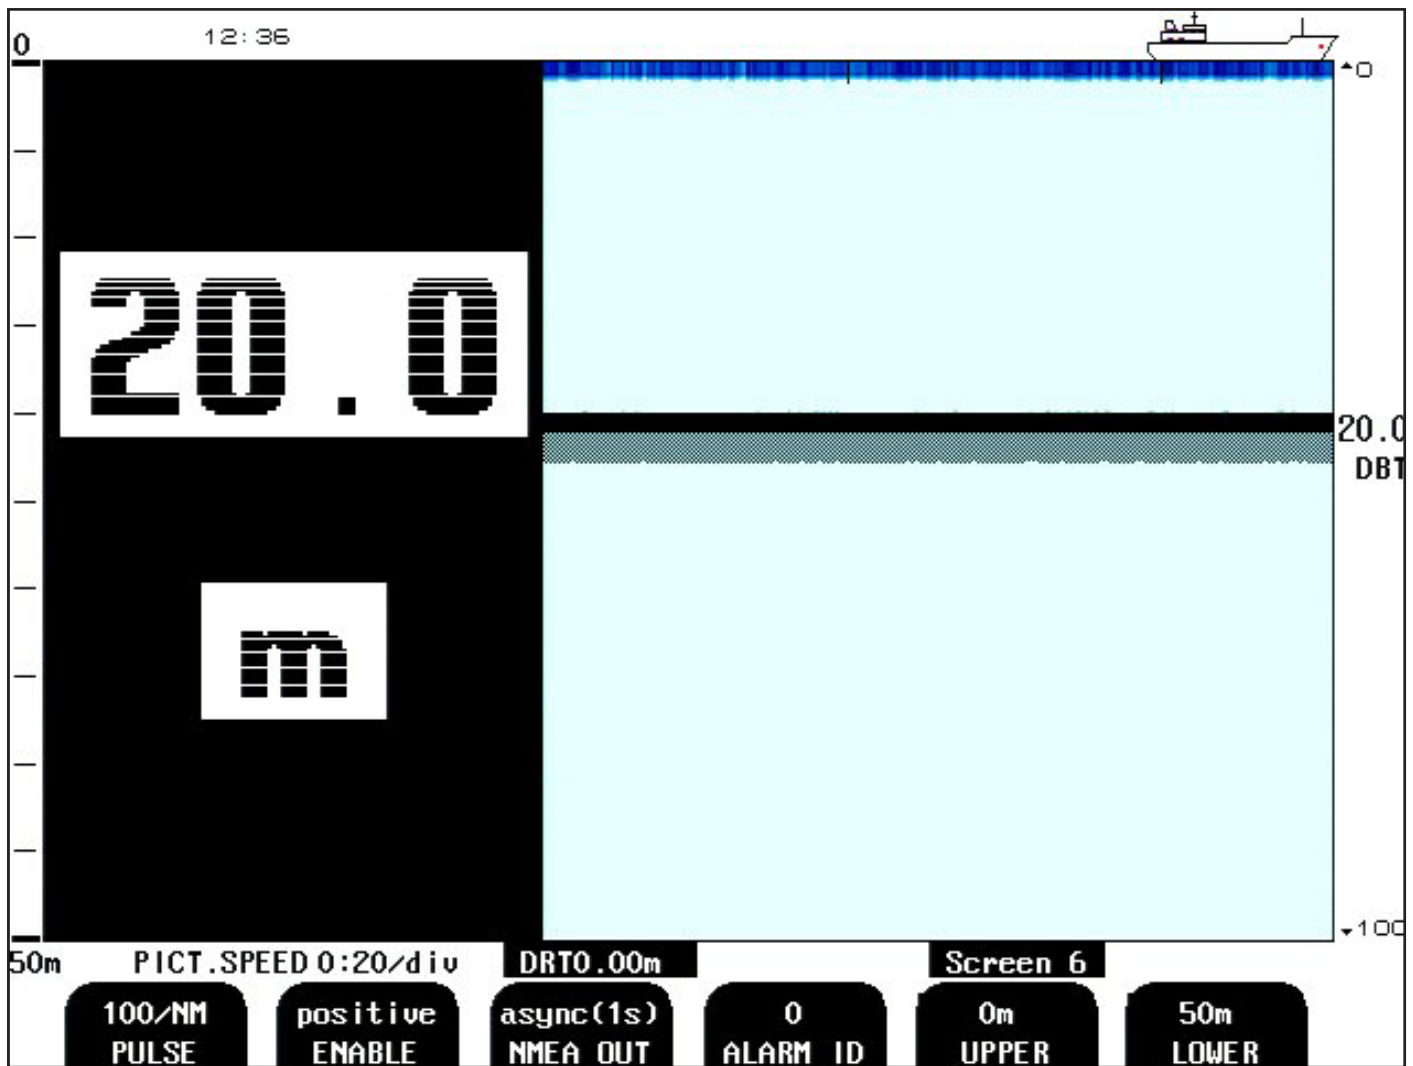 0
12:36
0
20.0
20.0
DBT
m
100
50m
PICT.SPEED 0:20/div
DRT0.00m
Screen 6
100/NM
PULSE
positive
ENABLE
async(1s)
NMEA OUT
0
ALARM ID
0m
UPPER
50m
LOWER